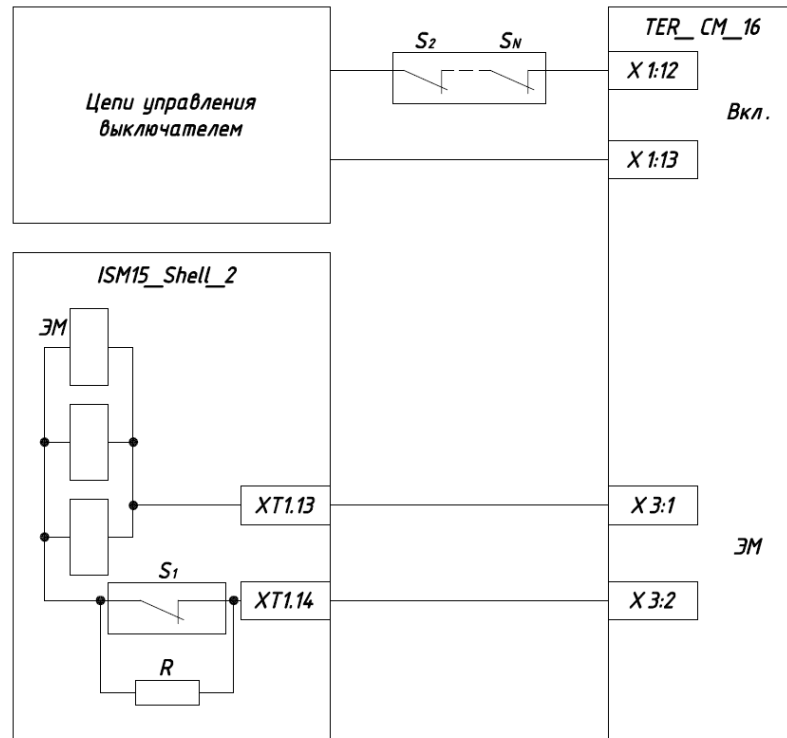 TER_ CM_16
S2
SN
X 1:12
Цепи управления
выключателем
Вкл.
X 1:13
ISM15_Shell_2
ЭМ
XT1.13
X 3:1
ЭМ
S1
XT1.14
X 3:2
R